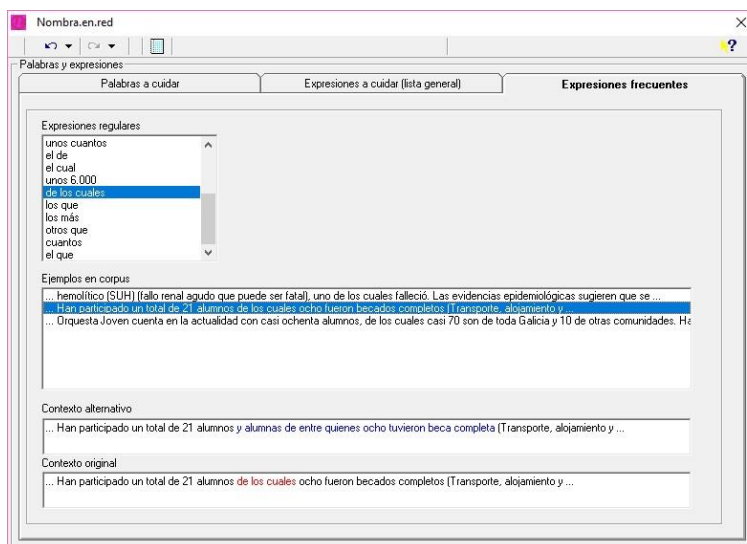 Nombra.en.red
?
Palabras y expresiones
Palabras a cuidar
Expresiones a cuidar (lista general)
Expresiones frecuentes
Expresiones regulares
unos cuantos
el de
el cual
unos 6.000
de los cuales
los que
los más
otros que
cuantos
el que
Ejemplos en corpus
... hemolítico (SUH) (fallo renal agudo que puede ser fatal), uno de los cuales falleció. Las evidencias epidemiológicas sugieren que se ...
... Han participado un total de 21 alumnos de los cuales ocho fueron becados completos (Transporte, alojamiento y ...
... Orquesta Joven cuenta en la actualidad con casi ochenta alumnos, de los cuales casi 70 son de toda Galicia y 10 de otras comunidades. Ha
Contexto alternativo
... Han participado un total de 21 alumnos y alumnas de entre quienes ocho tuvieron beca completa (Transporte, alojamiento y ...
Contexto original
... Han participado un total de 21 alumnos de los cuales ocho fueron becados completos (Transporte, alojamiento y ...